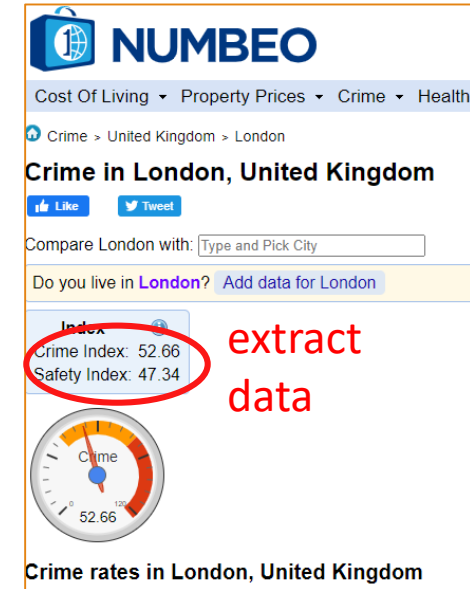 NUMBEO
Cost Of Living Property Prices Crime Health
Crime > United Kingdom > London
Crime in London, United Kingdom
Like Tweet
Compare London with: Type and Pick City
Do you live in London? Add data for London
Index ?
Crime Index: 52.66
Safety Index: 47.34
extract
data
Crime
0 120
52.66
Crime rates in London, United Kingdom